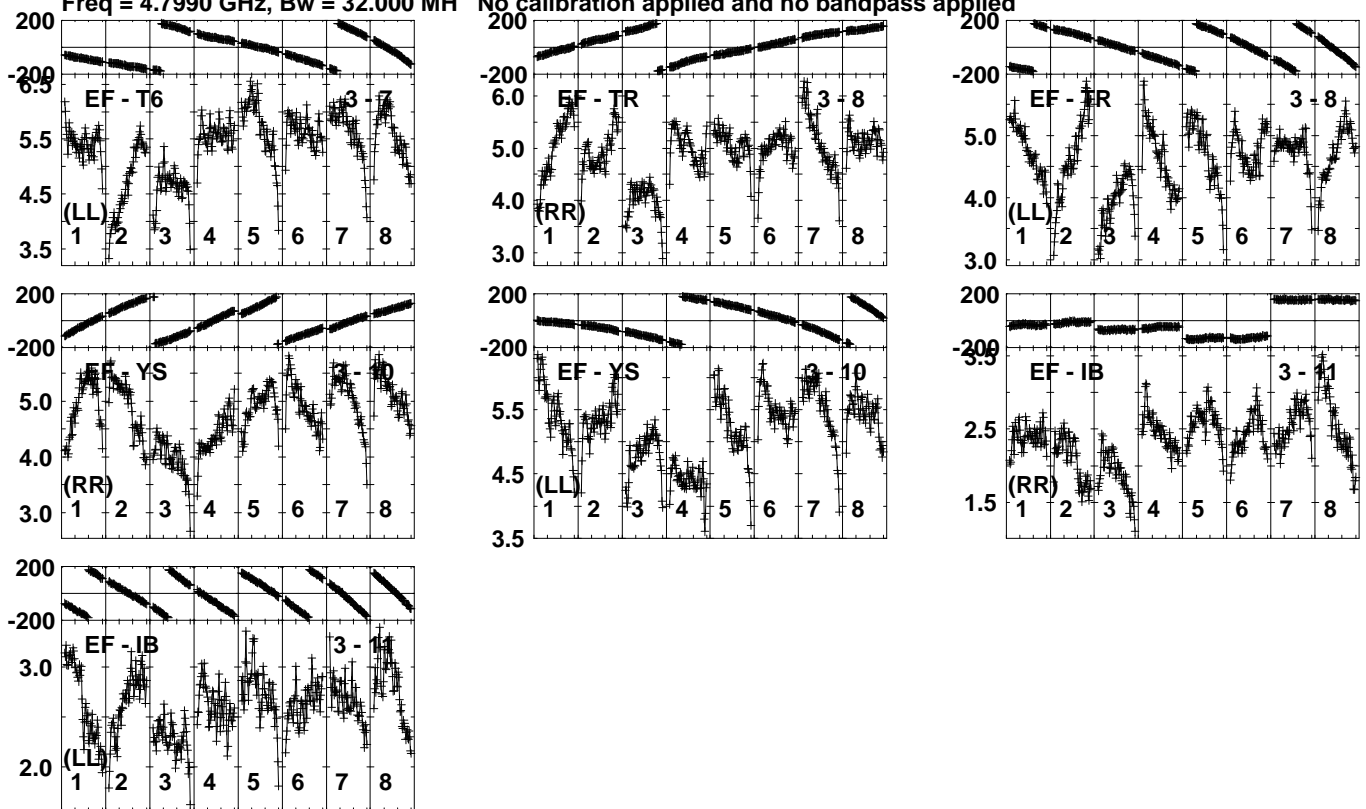 Freq = 4.7990 GHz, Bw = 32.000 MH No calibration applied and no bandpass applied
200
-200
6.5
5.5
4.5
3.5
EF - T6 3 - 7
(LL)
1 2 3 4 5 6 7 8
-200
6.0
5.0
4.0
3.0
EF - TR 3 - 8
(RR)
1 2 3 4 5 6 7 8
200
-200
5.0
4.0
3.0
EF - TR 3 - 8
(LL)
1 2 3 4 5 6 7 8
200
-200
5.0
4.0
3.0
EF - YS 3 - 10
(RR)
1 2 3 4 5 6 7 8
200
-200
5.5
4.5
3.5
EF - YS 3 - 10
(LL)
1 2 3 4 5 6 7 8
200
-200
3.5
2.5
1.5
EF - IB 3 - 11
(RR)
1 2 3 4 5 6 7 8
200
-200
3.0
2.0
EF - IB 3 - 11
(LL)
1 2 3 4 5 6 7 8